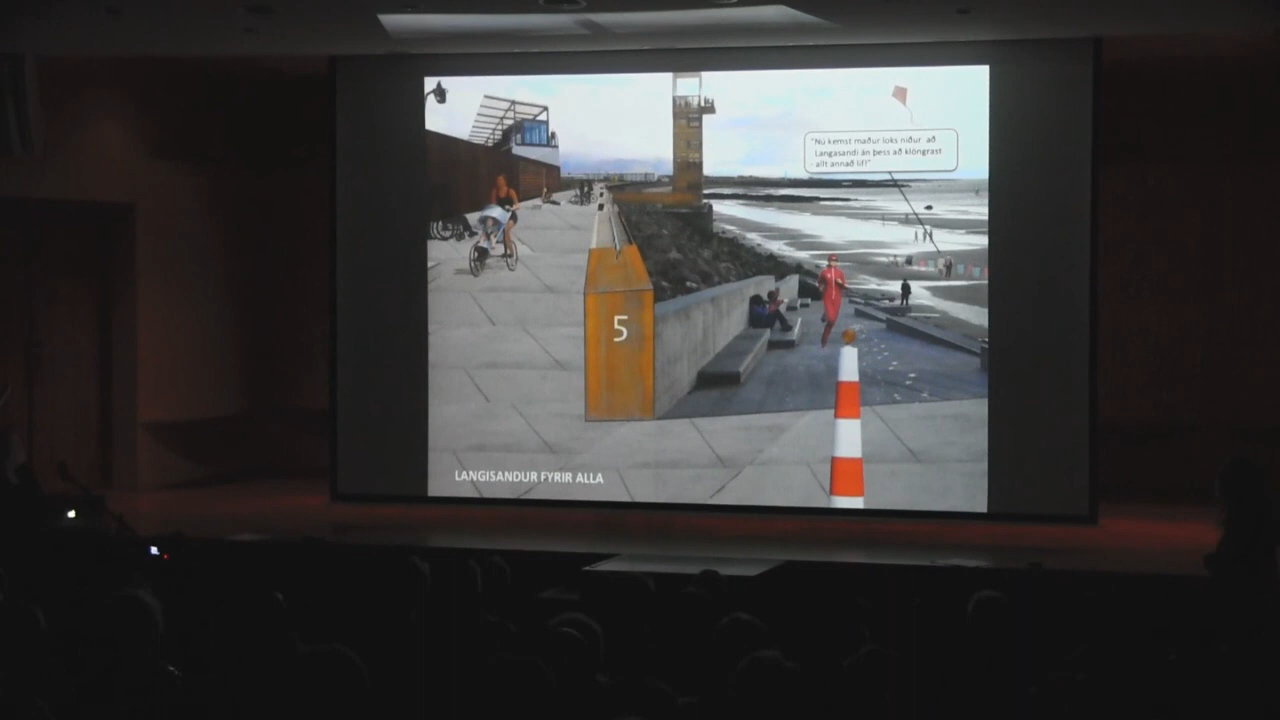 "Nú kemst maður loks niður að
Langasandi án þess að klöngrast
- allt annað líf!"
5
LANGISANDUR FYRIR ALLA